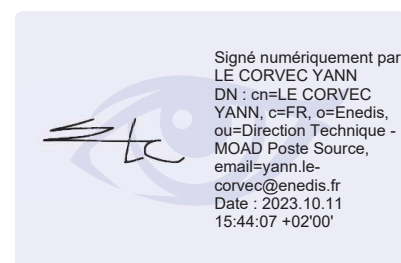 Signé numériquement par
LE CORVEC YANN
DN : cn=LE CORVEC
YANN, c=FR, o=Enedis,
ou=Direction Technique -
MOAD Poste Source,
email=yann.le-
corvec@enedis.fr
Date : 2023.10.11
15:44:07 +02'00'